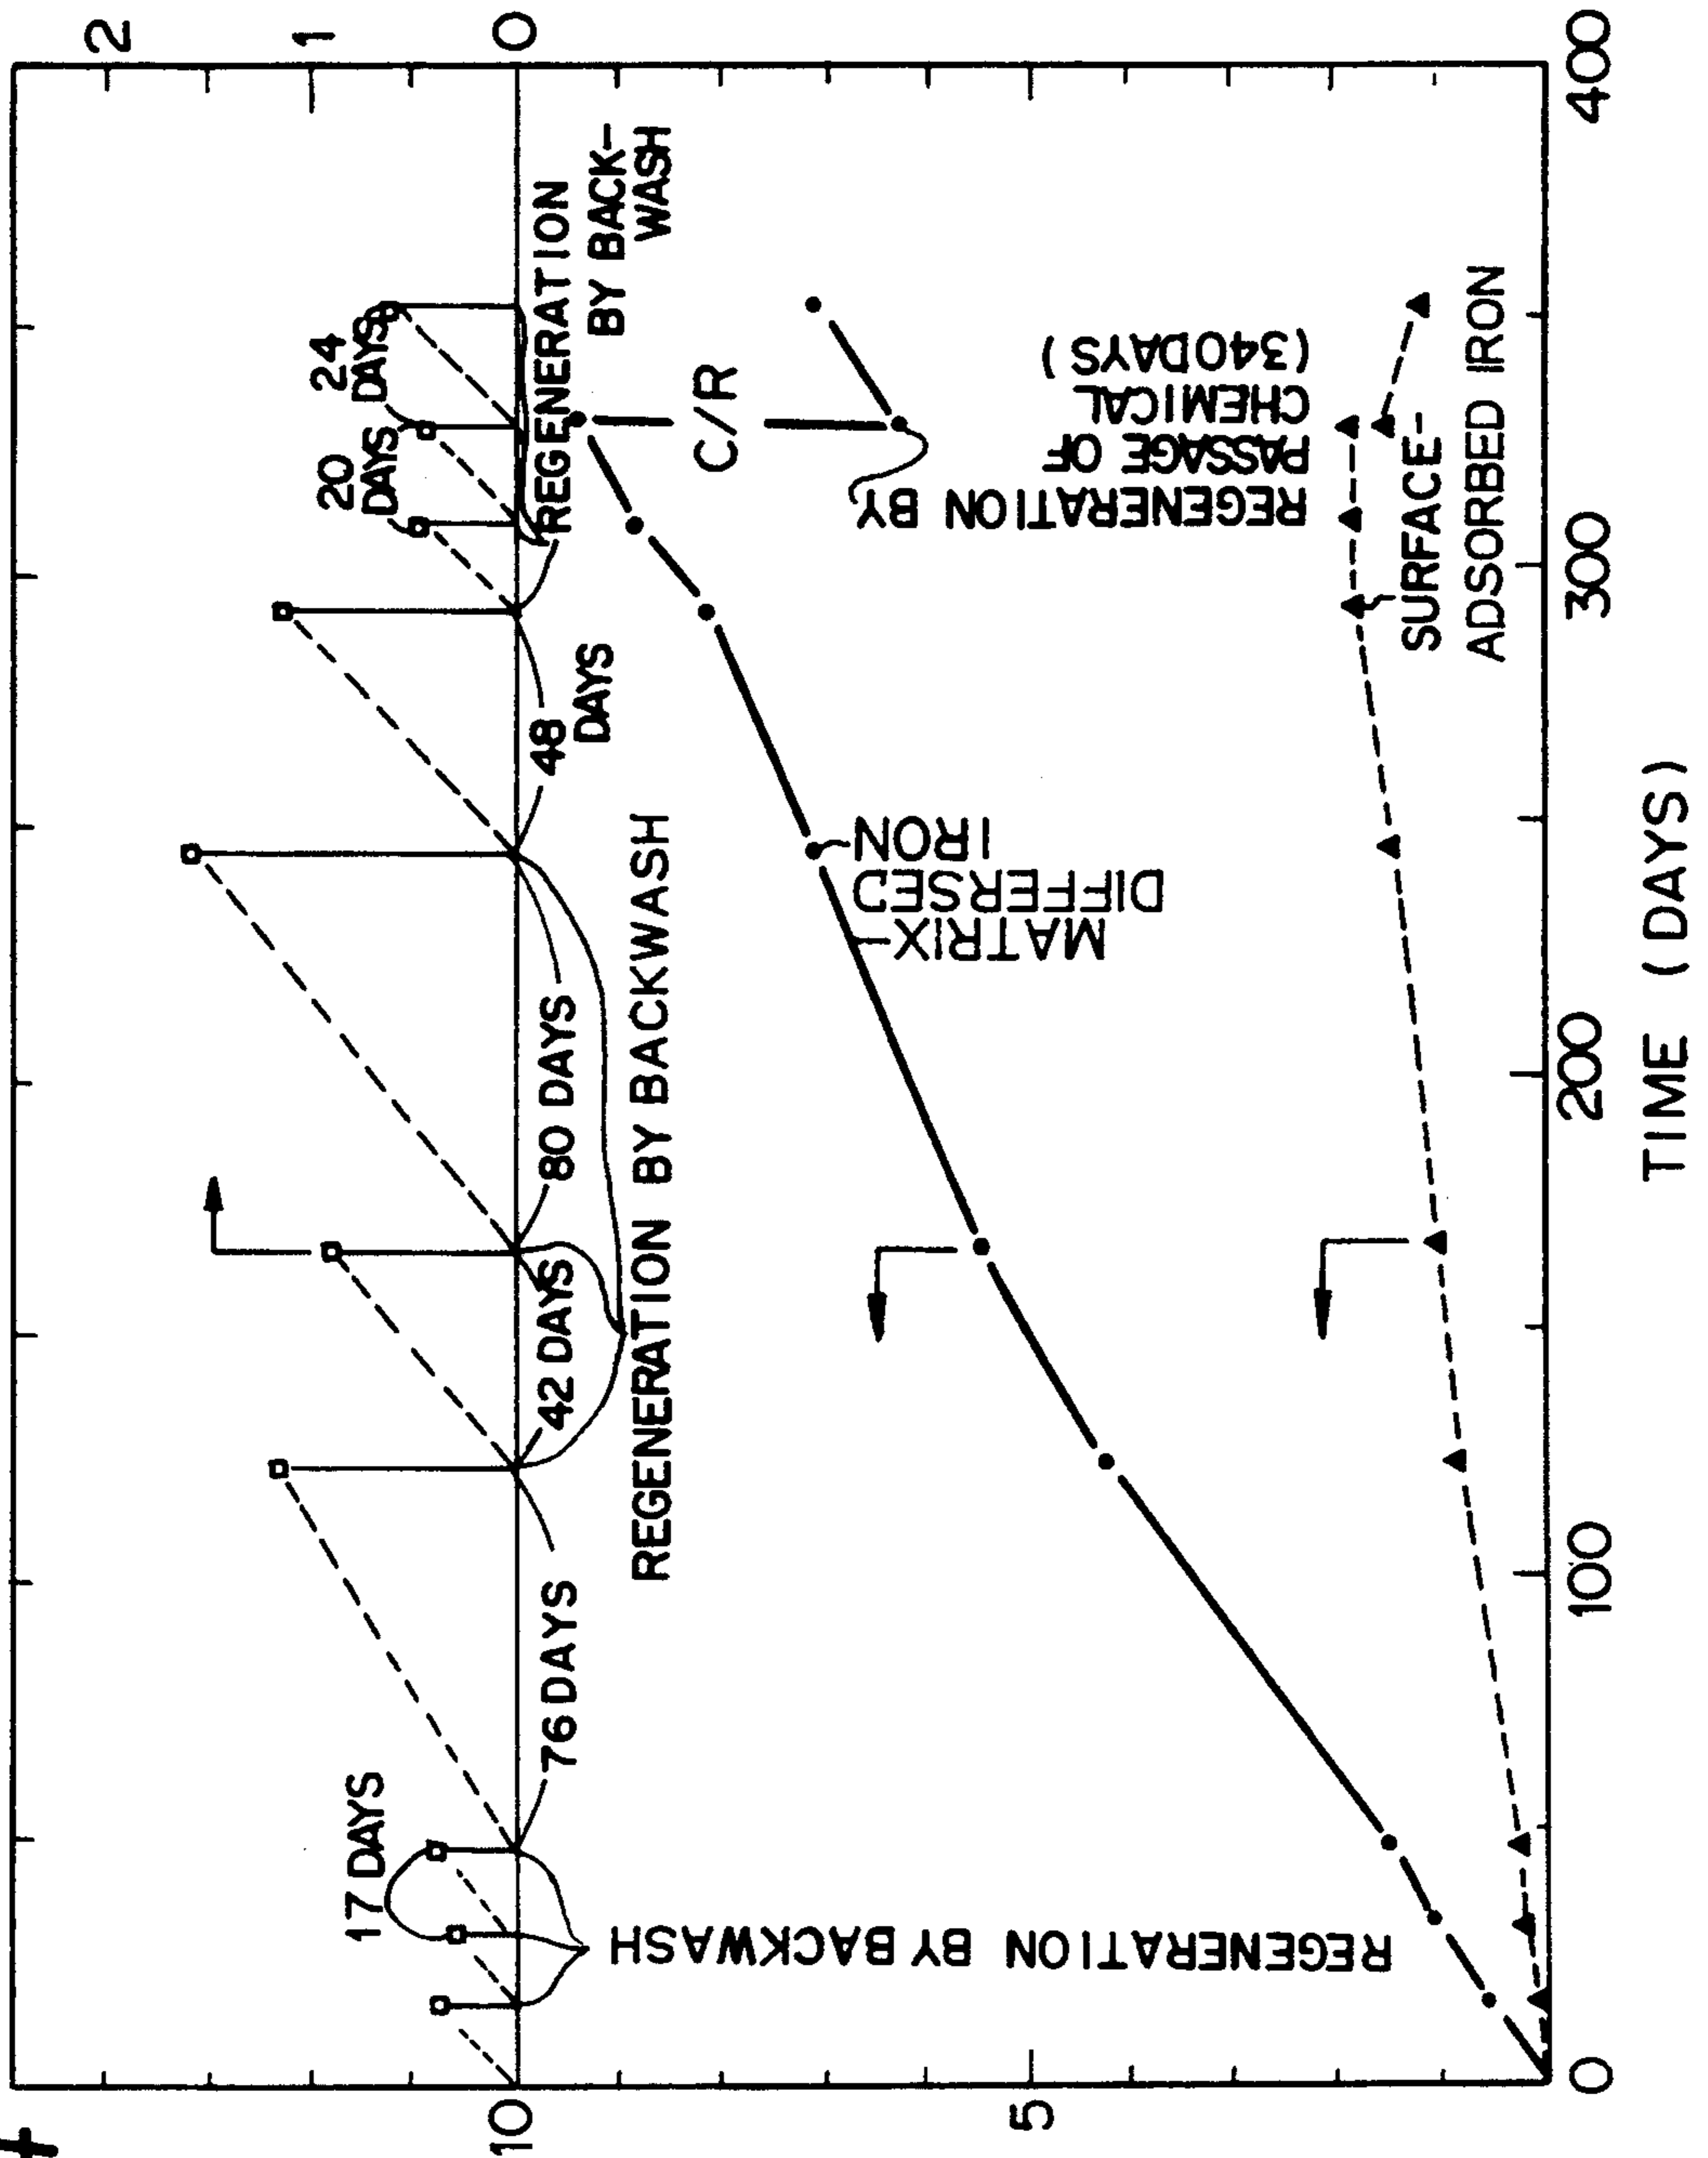 2
1
0
10
5
0
100
200
300
400
TIME (DAYS)
17 DAYS
76 DAYS
42 DAYS
80 DAYS
48
DAYS
20
DAYS
24
DAYS
REGENERATION BY BACKWASH
REGENERATION BY BACKWASH
REGENERATION
BY BACK-
WASH
C/R
REGENERATION BY
PASSAGE OF
CHEMICAL
(340DAYS)
MATRIX-
DIFFERSED
IRON
SURFACE-
ADSORBED IRON